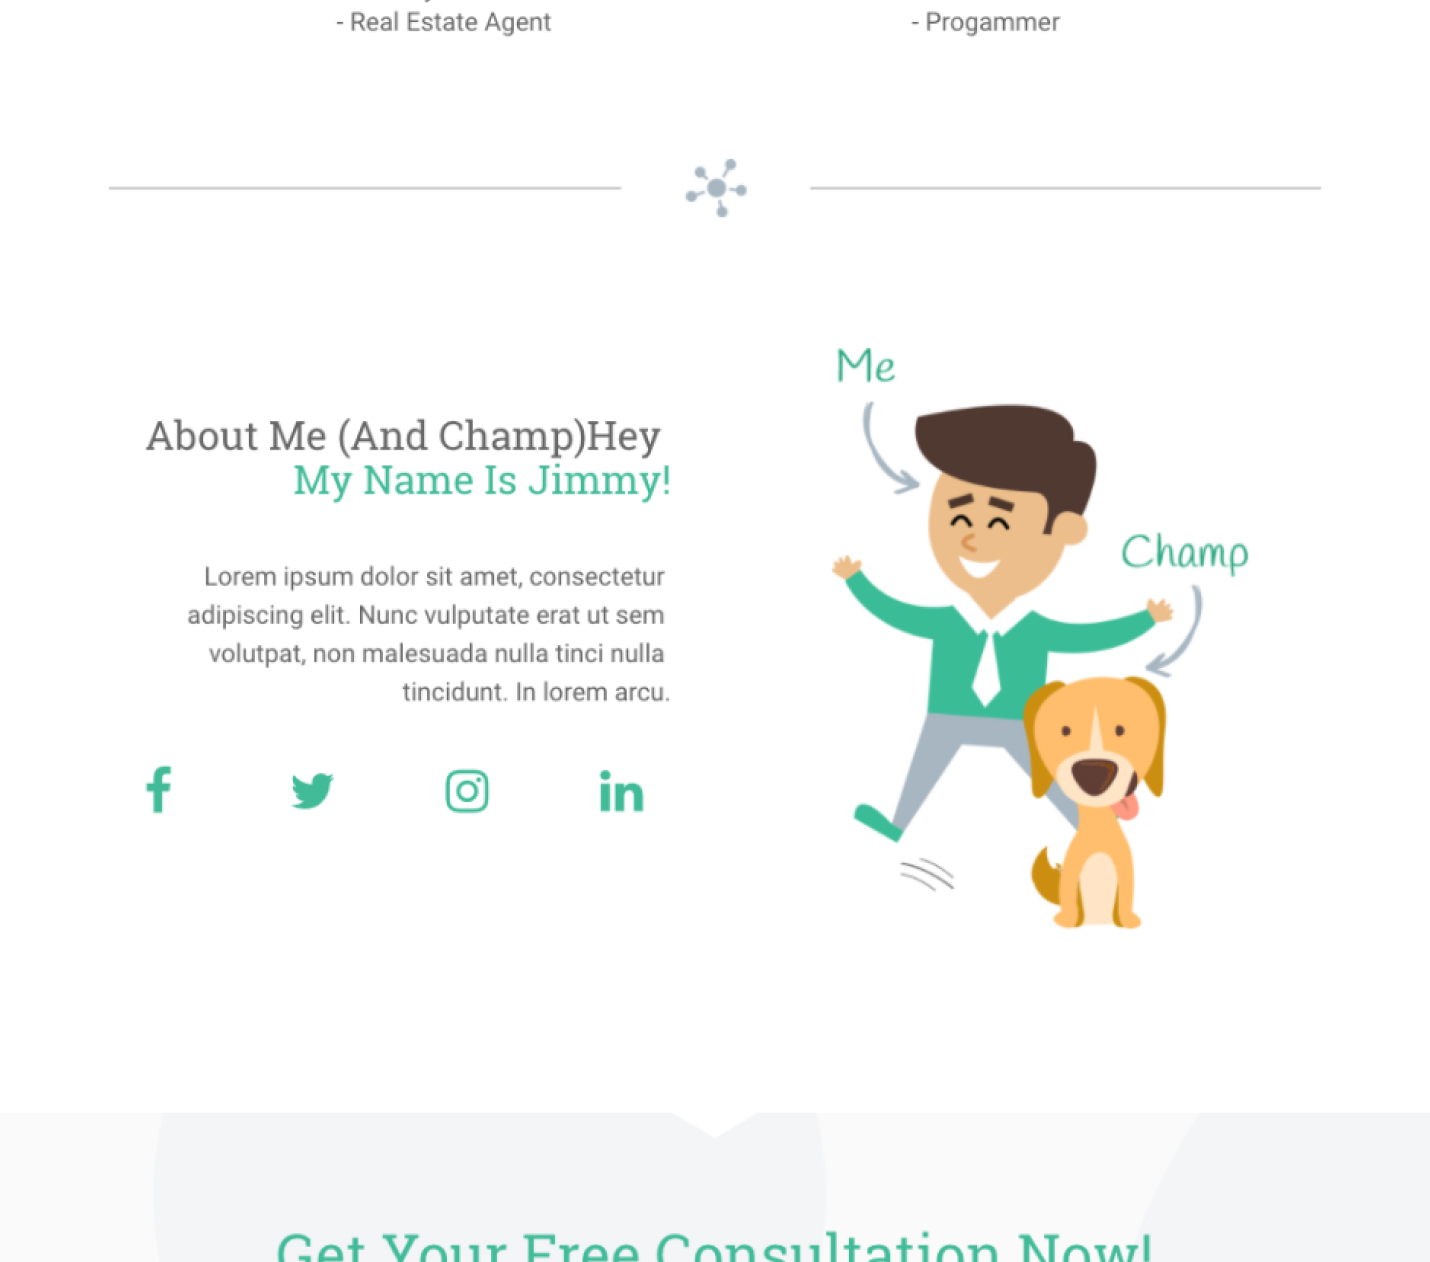 - Real Estate Agent
- Progammer
Me
About Me (And Champ)Hey
My Name Is Jimmy!
Champ
Lorem ipsum dolor sit amet, consectetur
adipiscing elit. Nunc vulputate erat ut sem
volutpat, non malesuada nulla tinci nulla
tincidunt. In lorem arcu.
Get Your Free Consultation Now!